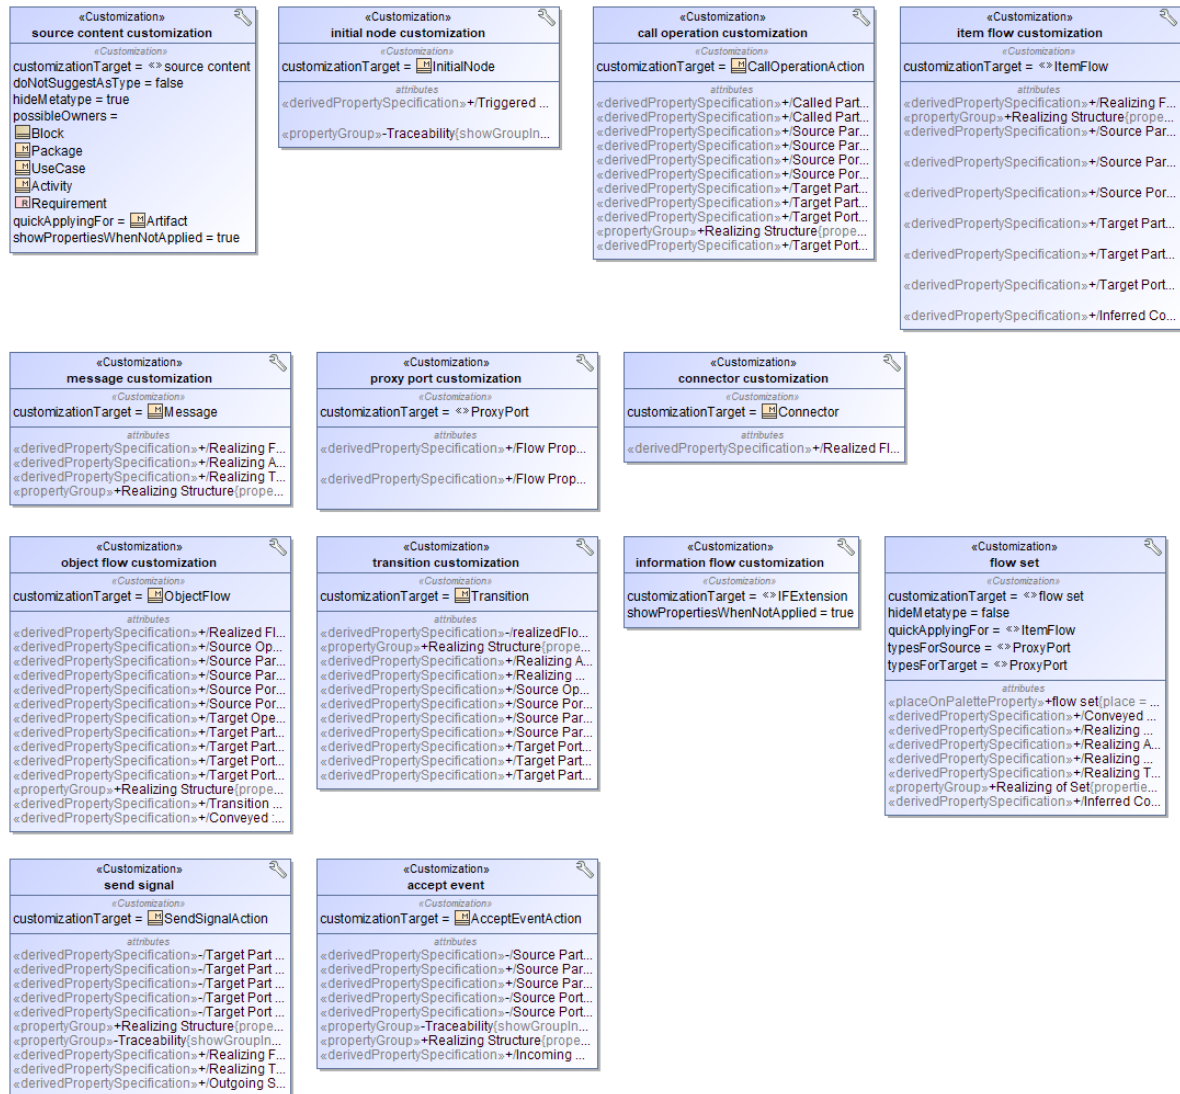 «Customization»
source content customization
«Customization»
customizationTarget = «»source content
doNotSuggestAsType = false
hideMetatype = true
possibleOwners =
Block
Package
UseCase
Activity
Requirement
quickApplyingFor = Artifact
showPropertiesWhenNotApplied = true
«Customization»
initial node customization
«Customization»
customizationTarget = InitialNode
attributes
«derivedPropertySpecification»+/Triggered ...
«propertyGroup»-Traceability{showGroupIn...
«Customization»
call operation customization
«Customization»
customizationTarget = CallOperationAction
attributes
«derivedPropertySpecification»+/Called Part...
«derivedPropertySpecification»+/Called Part...
«derivedPropertySpecification»+/Source Par...
«derivedPropertySpecification»+/Source Par...
«derivedPropertySpecification»+/Source Por...
«derivedPropertySpecification»+/Source Por...
«derivedPropertySpecification»+/Target Part...
«derivedPropertySpecification»+/Target Part...
«derivedPropertySpecification»+/Target Port...
«propertyGroup»+Realizing Structure{prope...
«derivedPropertySpecification»+/Target Port...
«Customization»
item flow customization
«Customization»
customizationTarget = «»ItemFlow
attributes
«derivedPropertySpecification»+/Realizing F...
«propertyGroup»+Realizing Structure{prope...
«derivedPropertySpecification»+/Source Par...
«derivedPropertySpecification»+/Source Par...
«derivedPropertySpecification»+/Source Por...
«derivedPropertySpecification»+/Target Part...
«derivedPropertySpecification»+/Target Part...
«derivedPropertySpecification»+/Target Port...
«derivedPropertySpecification»+/Inferred Co...
«Customization»
message customization
«Customization»
customizationTarget = Message
attributes
«derivedPropertySpecification»+/Realizing F...
«derivedPropertySpecification»+/Realizing A...
«derivedPropertySpecification»+/Realizing T...
«propertyGroup»+Realizing Structure{prope...
«Customization»
proxy port customization
«Customization»
customizationTarget = «»ProxyPort
attributes
«derivedPropertySpecification»+/Flow Prop...
«derivedPropertySpecification»+/Flow Prop...
«Customization»
connector customization
«Customization»
customizationTarget = Connector
attributes
«derivedPropertySpecification»+/Realized Fl...
«Customization»
object flow customization
«Customization»
customizationTarget = ObjectFlow
attributes
«derivedPropertySpecification»+/Realized Fl...
«derivedPropertySpecification»+/Source Op...
«derivedPropertySpecification»+/Source Par...
«derivedPropertySpecification»+/Source Par...
«derivedPropertySpecification»+/Source Por...
«derivedPropertySpecification»+/Source Por...
«derivedPropertySpecification»+/Target Ope...
«derivedPropertySpecification»+/Target Part...
«derivedPropertySpecification»+/Target Part...
«derivedPropertySpecification»+/Target Port...
«derivedPropertySpecification»+/Target Port...
«propertyGroup»+Realizing Structure{prope...
«derivedPropertySpecification»+/Transition ...
«derivedPropertySpecification»+/Conveyed :...
«Customization»
transition customization
«Customization»
customizationTarget = Transition
attributes
«derivedPropertySpecification»-/realizedFlo...
«propertyGroup»+Realizing Structure{prope...
«derivedPropertySpecification»+/Realizing A...
«derivedPropertySpecification»+/Realizing ...
«derivedPropertySpecification»+/Source Op...
«derivedPropertySpecification»+/Source Por...
«derivedPropertySpecification»+/Source Par...
«derivedPropertySpecification»+/Source Par...
«derivedPropertySpecification»+/Target Port...
«derivedPropertySpecification»+/Target Part...
«derivedPropertySpecification»+/Target Part...
«Customization»
information flow customization
«Customization»
customizationTarget = «»IFExtension
showPropertiesWhenNotApplied = true
«Customization»
flow set
«Customization»
customizationTarget = «»flow set
hideMetatype = false
quickApplyingFor = «»ItemFlow
typesForSource = «»ProxyPort
typesForTarget = «»ProxyPort
attributes
«placeOnPaletteProperty»+flow set{place = ...
«derivedPropertySpecification»+/Conveyed ...
«derivedPropertySpecification»+/Realizing ...
«derivedPropertySpecification»+/Realizing A...
«derivedPropertySpecification»+/Realizing ...
«derivedPropertySpecification»+/Realizing T...
«propertyGroup»+Realizing of Set{propertie...
«derivedPropertySpecification»+/Inferred Co...
«Customization»
send signal
«Customization»
customizationTarget = SendSignalAction
attributes
«derivedPropertySpecification»-/Target Part ...
«derivedPropertySpecification»-/Target Part ...
«derivedPropertySpecification»-/Target Part ...
«derivedPropertySpecification»-/Target Port ...
«derivedPropertySpecification»-/Target Port ...
«propertyGroup»+Realizing Structure{prope...
«propertyGroup»-Traceability{showGroupIn...
«derivedPropertySpecification»+/Realizing F...
«derivedPropertySpecification»+/Realizing T...
«derivedPropertySpecification»+/Outgoing S...
«Customization»
accept event
«Customization»
customizationTarget = AcceptEventAction
attributes
«derivedPropertySpecification»-/Source Part...
«derivedPropertySpecification»+/Source Par...
«derivedPropertySpecification»+/Source Par...
«derivedPropertySpecification»-/Source Port...
«derivedPropertySpecification»-/Source Port...
«propertyGroup»-Traceability{showGroupIn...
«propertyGroup»+Realizing Structure{prope...
«derivedPropertySpecification»+/Incoming ...